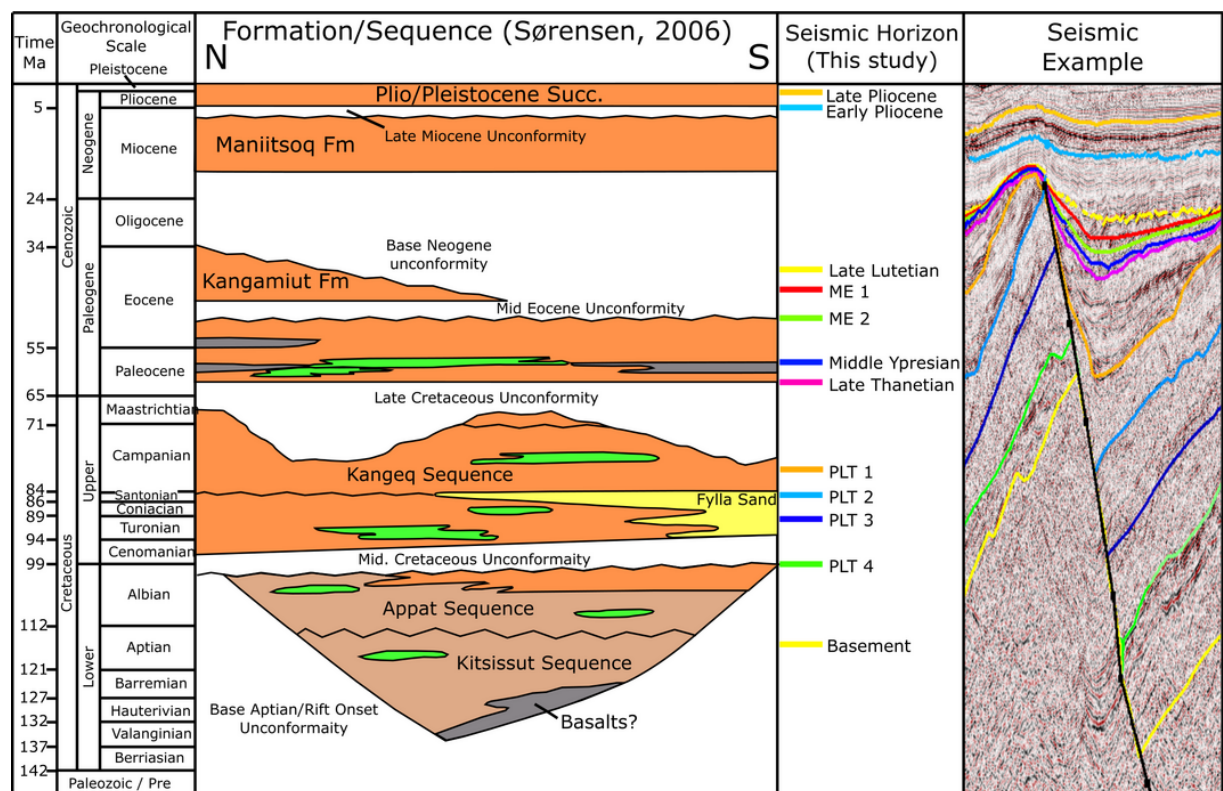 Time
Ma
Geochronological
Scale
Pleistocene
Formation/Sequence (Sørensen, 2006)
N
S
Seismic Horizon
(This study)
Seismic
Example
5
24
34
55
65
71
84
86
89
94
99
112
121
127
132
137
142
Cenozoic
Cretaceous
Neogene
Paleogene
Upper
Lower
Pliocene
Miocene
Oligocene
Eocene
Paleocene
Maastrichtian
Campanian
Santonian
Coniacian
Turonian
Cenomanian
Albian
Aptian
Barremian
Hauterivian
Valanginian
Berriasian
Paleozoic / Pre
Plio/Pleistocene Succ.
Late Miocene Unconformity
Maniitsoq Fm
Base Neogene
unconformity
Kangamiut Fm
Mid Eocene Unconformity
Late Cretaceous Unconformity
Kangeq Sequence
Fylla Sand
Mid. Cretaceous Unconformaity
Appat Sequence
Kitsissut Sequence
Base Aptian/Rift Onset
Unconformaity
Basalts?
Late Pliocene
Early Pliocene
Late Lutetian
ME 1
ME 2
Middle Ypresian
Late Thanetian
PLT 1
PLT 2
PLT 3
PLT 4
Basement